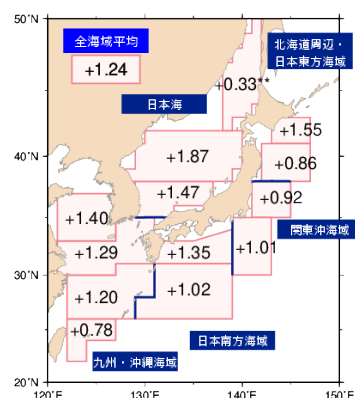 50°N
全海域平均
+1.24
北海道周辺・
日本東方海域
+0.33**
日本海
+1.55
40°N
+1.87
+0.86
+1.47
+0.92
+1.40
関東沖海域
+1.29
+1.35
+1.01
30°N
+1.20
+1.02
+0.78
日本南方海域
九州・沖縄海域
20°N
120°E
130°E
140°E
150°E